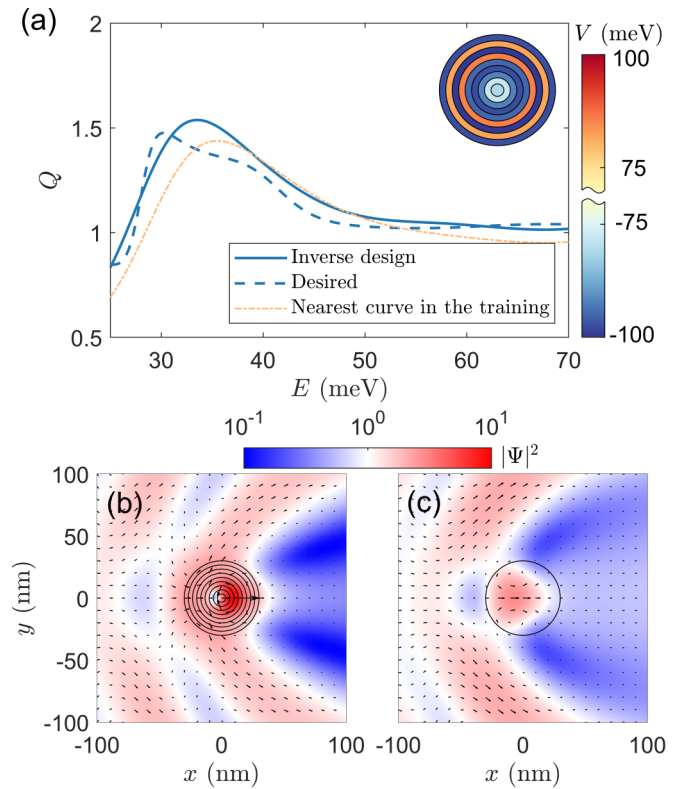 (a)
2
1.5
1
0.5
Q
30
40
50
60
70
E (meV)
Inverse design
Desired
Nearest curve in the training
V (meV)
100
75
-75
-100
10^-1
10^0
10^1
|Ψ|^2
(b)
100
50
0
-50
-100
y (nm)
-100
0
100
x (nm)
(c)
-100
0
100
x (nm)